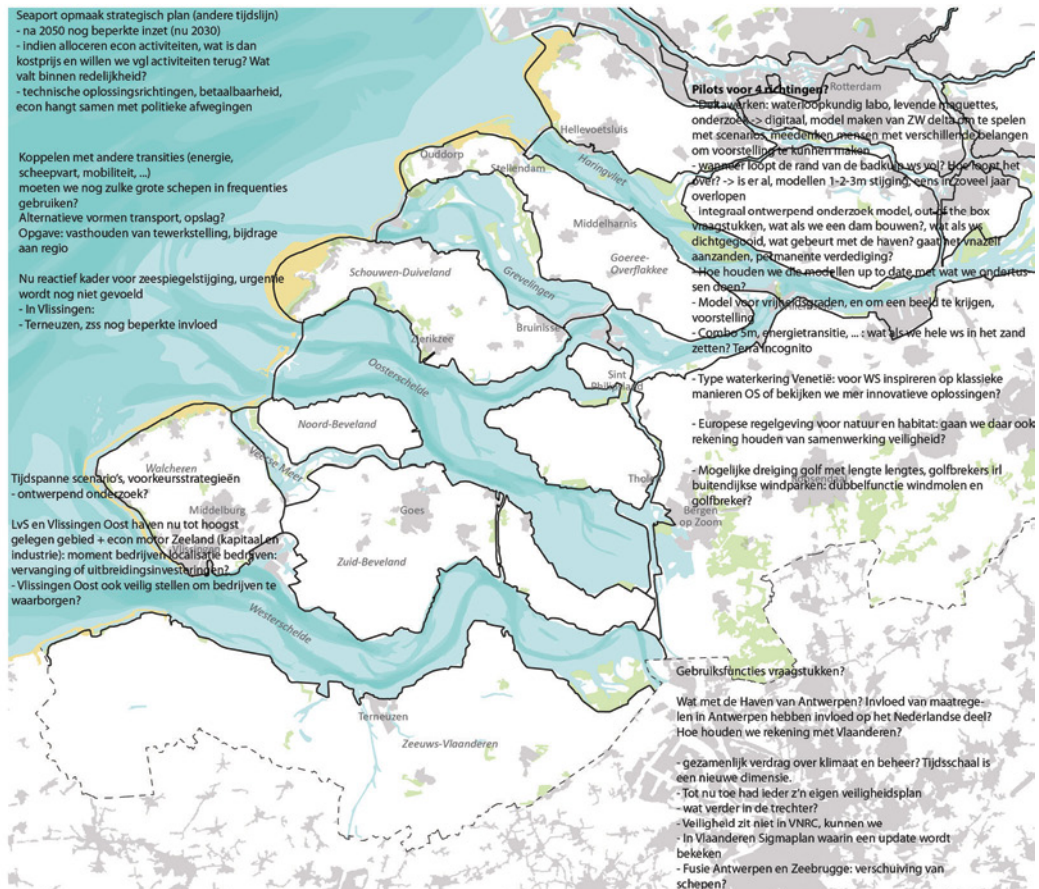 Seaport opmaak strategisch plan (andere tijdslijn)
- na 2050 nog beperkte inzet (nu 2030)
- indien alloceren econ activiteiten, wat is dan
kostprijs en willen we vgl activiteiten terug? Wat
valt binnen redelijkheid?
- technische oplossingsrichtingen, betaalbaarheid,
econ hangt samen met politieke afwegingen
Koppelen met andere transities (energie,
scheepvart, mobiliteit, ...)
moeten we nog zulke grote schepen in frequenties
gebruiken?
Alternatieve vormen transport, opslag?
Opgave: vasthouden van tewerkstelling, bijdrage
aan regio
Nu reactief kader voor zeespiegelstijging, urgentie
wordt nog niet gevoeld
- In Vlissingen:
- Terneuzen, zss nog beperkte invloed
Tijdspanne scenario's, voorkeursstrategieën
- ontwerpend onderzoek?
LvS en Vlissingen Oost haven nu tot hoogst
gelegen gebied + econ motor Zeeland (kapitaal en
industrie): moment bedrijven localisatie bedrijven:
vervanging of uitbreidingsinvesteringen?
- Vlissingen Oost ook veilig stellen om bedrijven te
waarborgen?
Pilots voor 4 richtingen?
- Deltawerken: waterloopkundig labo, levende maquettes,
onderzoek -> digitaal, model maken van ZW delta om te spelen
met scenarios, meedenken mensen met verschillende belangen
om voorstelling te kunnen maken
- wanneer loopt de rand van de badkuip ws vol? Hoe loopt het
over? -> is er al, modellen 1-2-3m stijging, eens in zoveel jaar
overlopen
- integraal ontwerpend onderzoek model, out of the box
vraagstukken, wat als we een dam bouwen?, wat als ws
dichtgegooid, wat gebeurt met de haven? gaat het vnazelf
aanzanden, permanente verdediging?
- Hoe houden we die modellen up to date met wat we ondertus-
sen doen?
- Model voor vrijheidsgraden, en om een beeld te krijgen,
voorstelling
- Combo 5m, energietransitie, ... : wat als we hele ws in het zand
zetten? Terra Incognito
- Type waterkering Venetië: voor WS inspireren op klassieke
manieren OS of bekijken we mer innovatieve oplossingen?
- Europese regelgeving voor natuur en habitat: gaan we daar ook
rekening houden van samenwerking veiligheid?
- Mogelijke dreiging golf met lengte lengtes, golfbrekers irl
buitendijkse windparken: dubbelfunctie windmolen en
golfbreker?
Gebruiksfuncties vraagstukken?
Wat met de Haven van Antwerpen? Invloed van maatrege-
len in Antwerpen hebben invloed op het Nederlandse deel?
Hoe houden we rekening met Vlaanderen?
- gezamenlijk verdrag over klimaat en beheer? Tijdsschaal is
een nieuwe dimensie.
- Tot nu toe had ieder z'n eigen veiligheidsplan
- wat verder in de trechter?
- Veiligheid zit niet in VNRC, kunnen we
- In Vlaanderen Sigmaplan waarin een update wordt
bekeken
- Fusie Antwerpen en Zeebrugge: verschuiving van
schepen?
Rotterdam
Hellevoetsluis
Ouddorp
Stellendam
Haringvliet
Middelharnis
Goeree-
Overflakkee
Schouwen-Duiveland
Grevelingen
Bruinisse
Zierikzee
Oosterschelde
Sint
Philipsland
Noord-Beveland
Veerse Meer
Walcheren
Middelburg
Vlissingen
Goes
Zuid-Beveland
Tholen
Bergen
op Zoom
Roosendaal
Westerschelde
Terneuzen
Zeeuws-Vlaanderen